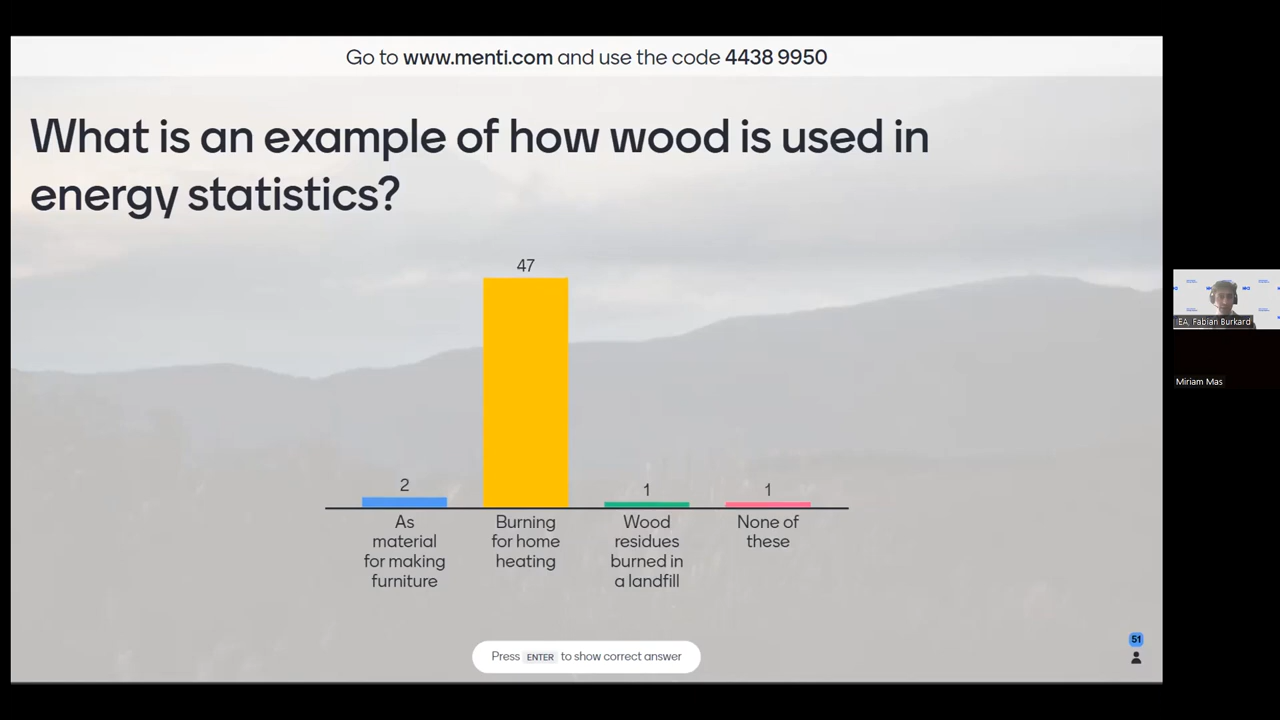 Go to www.menti.com and use the code 4438 9950
What is an example of how wood is used in
energy statistics?
2
47
1
1
As
material
for making
furniture
Burning
for home
heating
Wood
residues
burned in
a landfill
None of
these
Press ENTER to show correct answer
51
IEA, Fabian Burkard
Miriam Mas